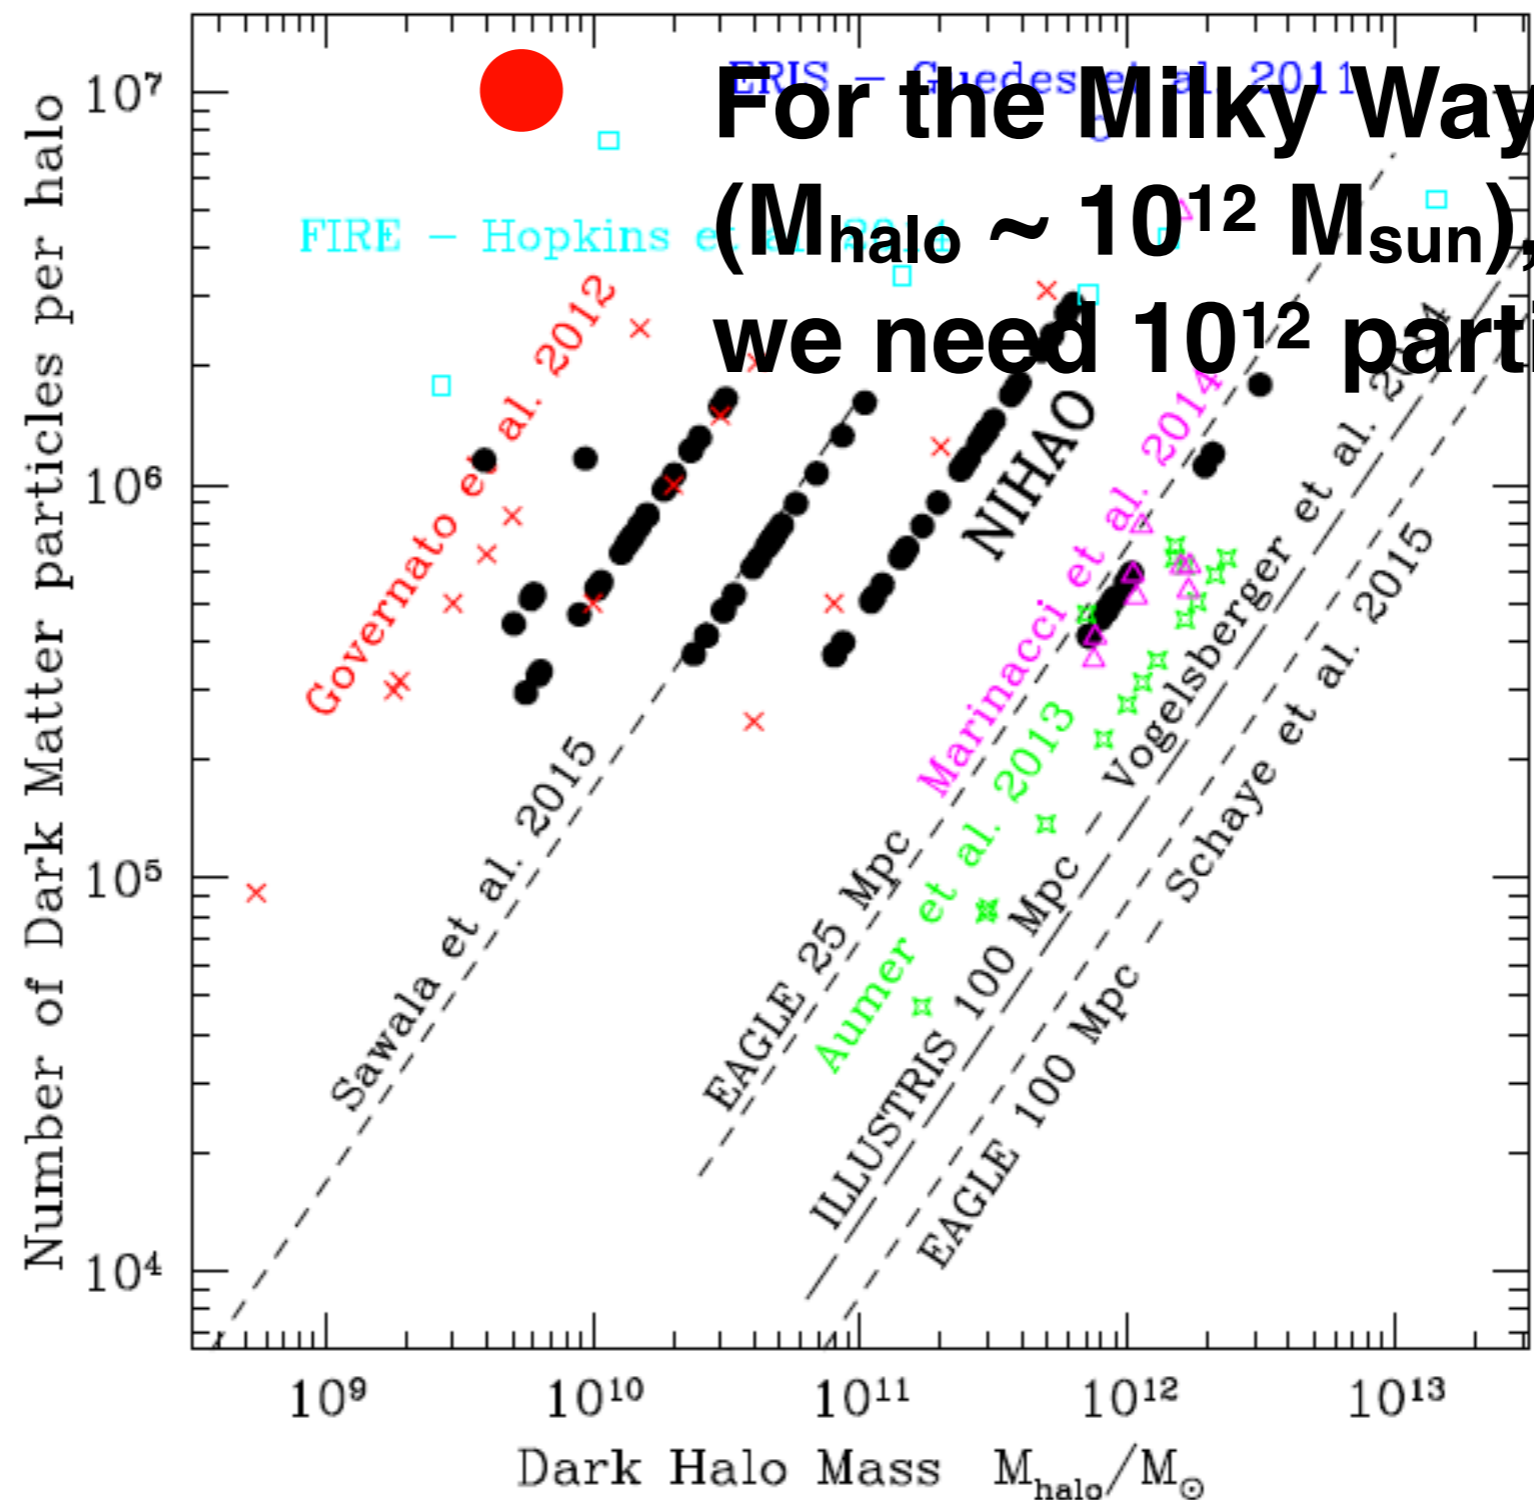 10⁷
10⁶
10⁵
10⁴
Number of Dark Matter particles per halo
ERIS – Guedes et al. 2011
For the Milky Way
(Mhalo ~ 10¹² Msun),
we need 10¹²
FIRE – Hopkins et al. 2014
Governato et al. 2012
NIHAO
Marinacci et al. 2014
Vogelsberger et al. 2014
Schaye et al. 2015
Aumer et al. 2013
Sawala et al. 2015
EAGLE 25 Mpc
ILLUSTRIS 100 Mpc
EAGLE 100 Mpc
10⁹ 10¹⁰ 10¹¹ 10¹² 10¹³
Dark Halo Mass Mhalo/M☉